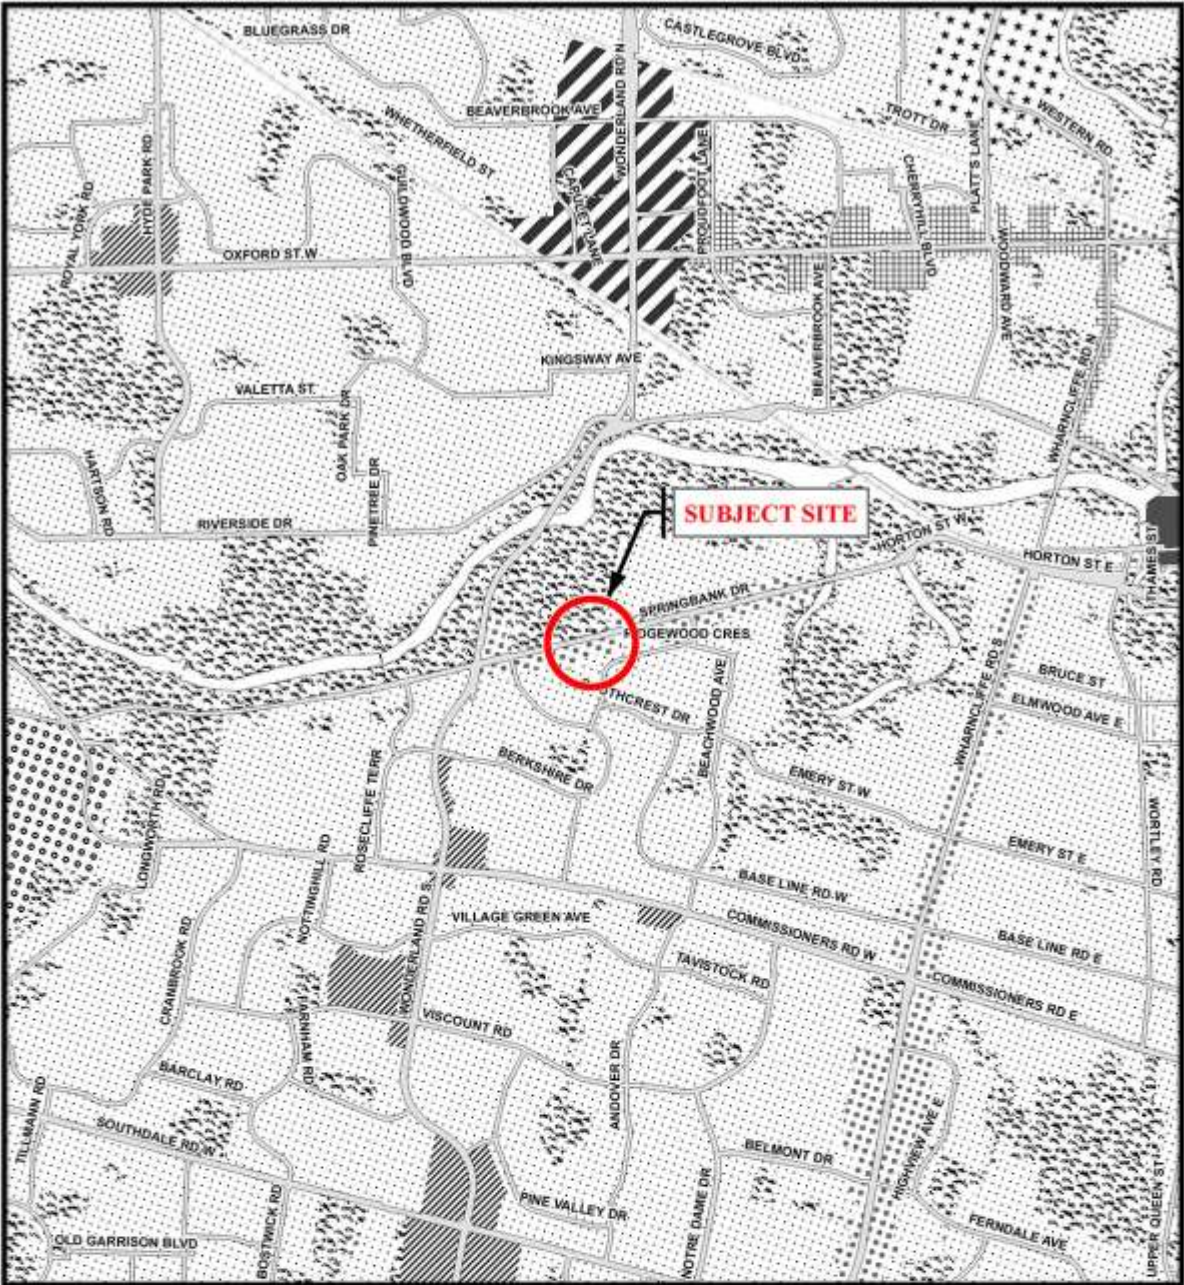 BLUEGRASS DR
CASTLEGROVE BLVD
WONDERLAND RD N
BEAVERBROOK AVE
WHETHERFIELD ST
TROTT DR
WESTERN RD
PLATT'S LANE
HYDE PARK RD
ROYAL YORK RD
GUILDWOOD BLVD
CAPULET LANE
PROUDFOOT LANE
CHERRYHILL BLVD
OXFORD ST W
WOODWARD AVE
BEAVERBROOK AVE
KINGSWAY AVE
VALETTA ST
OAK PARK DR
WHARNCLIFFE RD N
HARTSON RD
PINETREE DR
RIVERSIDE DR
SUBJECT SITE
HORTON ST W
HORTON ST E
THAMES ST
SPRINGBANK DR
RIDGEWOOD CRES
THCREST DR
BEACHWOOD AVE
WHARNCLIFFE RD S
BRUCE ST
ELMWOOD AVE E
BERKSHIRE DR
ROSECLIFFE TERR
EMERY ST W
LONGWORTH RD
WORTLEY RD
EMERY ST E
NOTTINGHILL RD
BASE LINE RD W
VILLAGE GREEN AVE
COMMISSIONERS RD W
BASE LINE RD E
WONDERLAND RD S
CRANBROOK RD
TAVISTOCK RD
COMMISSIONERS RD E
VISCOUNT RD
FARNHAM RD
BARCLAY RD
ANDOVER DR
TILLMANN RD
SOUTHDALE RD W
BELMONT DR
HIGHVIEW AVE E
PINE VALLEY DR
NOTRE DAME DR
UPPER QUEEN ST
OLD GARRISON BLVD
BOSTWICK RD
FERNDALE AVE